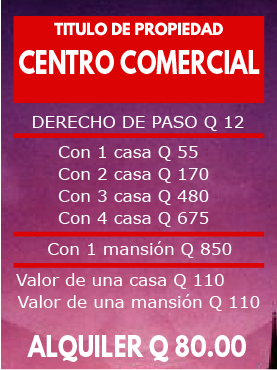 TITULO DE PROPIEDAD
CENTRO COMERCIAL
DERECHO DE PASO Q 12
Con 1 casa Q 55
Con 2 casa Q 170
Con 3 casa Q 480
Con 4 casa Q 675
Con 1 mansión Q 850
Valor de una casa Q 110
Valor de una mansión Q 110
ALQUILER Q 80.00